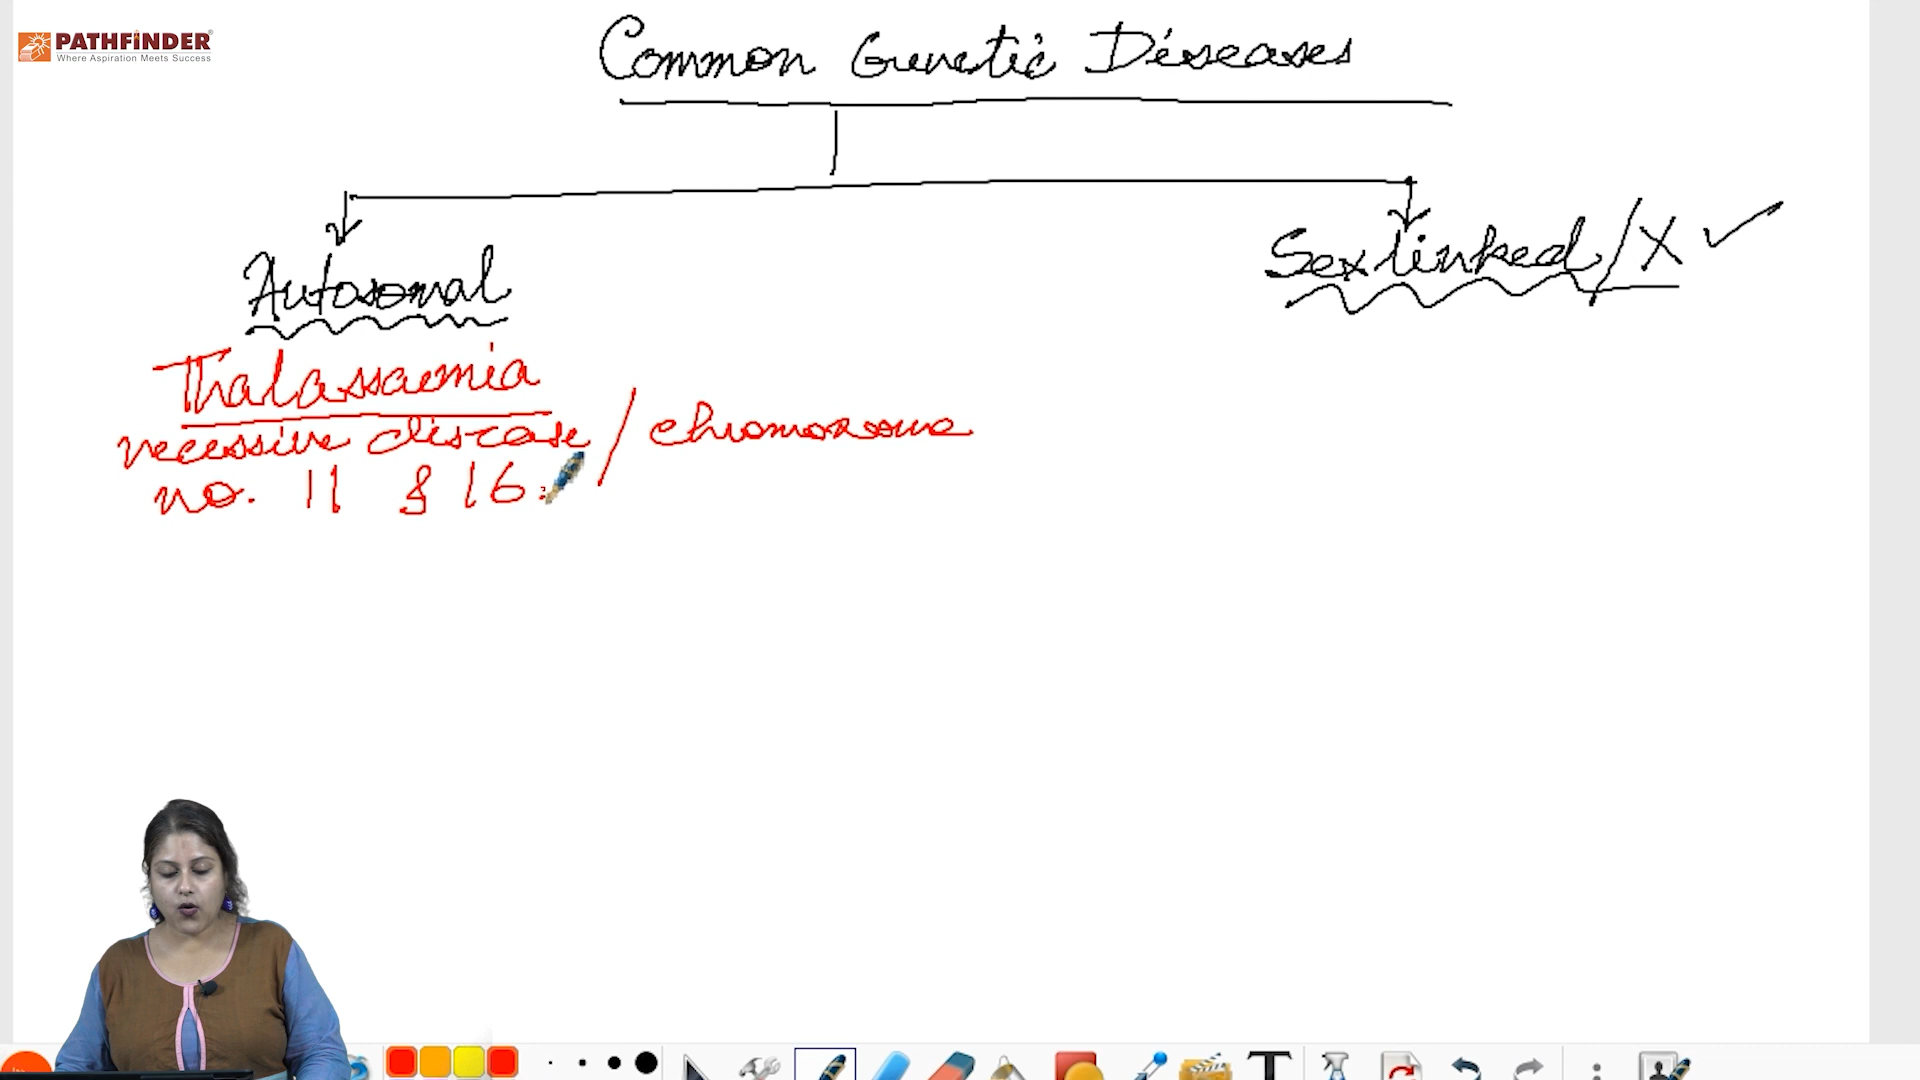 PATHFiNDER
Where Aspiration Meets Success
Common Genetic Diseases
Autosomal
Sex linked/X ✓
Thalassaemia
recessive disease / chromosome
no. 11 & 16.
T